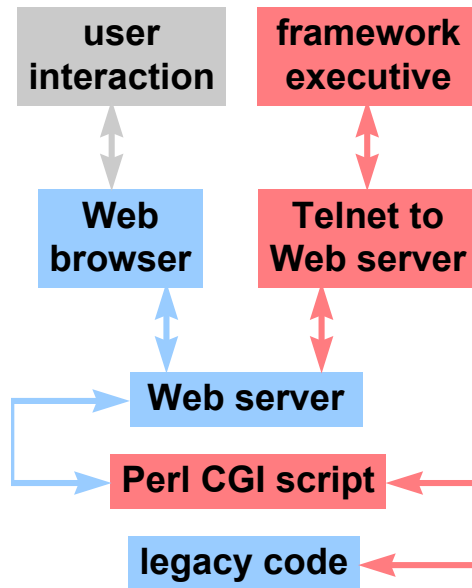 user
interaction
framework
executive
Web
browser
Telnet to
Web server
Web server
Perl CGI script
legacy code